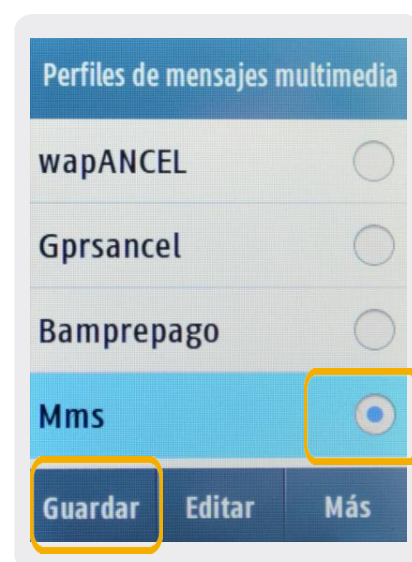 Perfiles de mensajes multimedia
wapANCEL
Gprsancel
Bamprepago
Mms
Guardar Editar Más